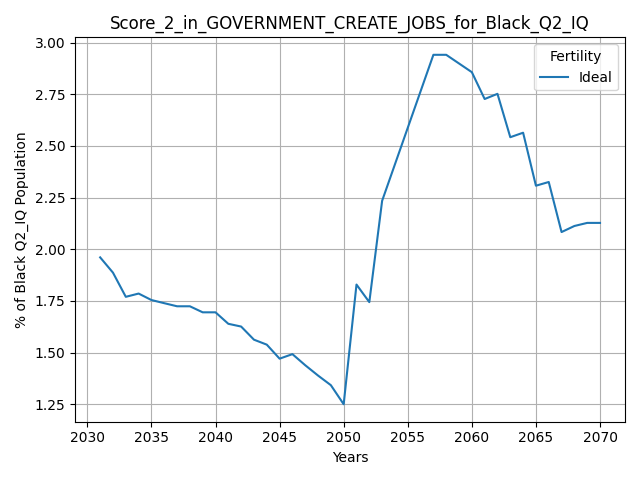 Score_2_in_GOVERNMENT_CREATE_JOBS_for_Black_Q2_IQ
Fertility
Ideal
% of Black Q2_IQ Population
3.00
2.75
2.50
2.25
2.00
1.75
1.50
1.25
2030 2035 2040 2045 2050 2055 2060 2065 2070
Years